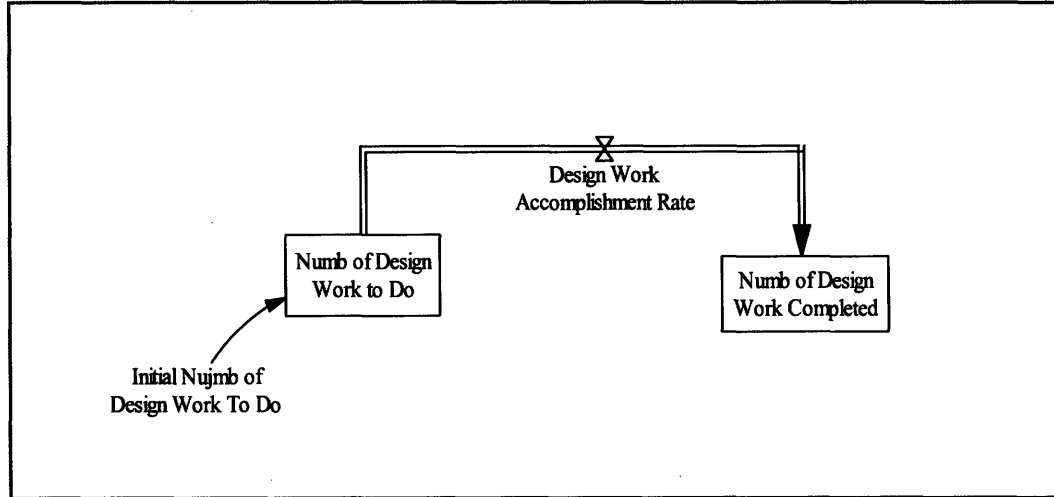 Design Work
Accomplishment Rate
Numb of Design
Work to Do
Numb of Design
Work Completed
Initial Nujmb of
Design Work To Do